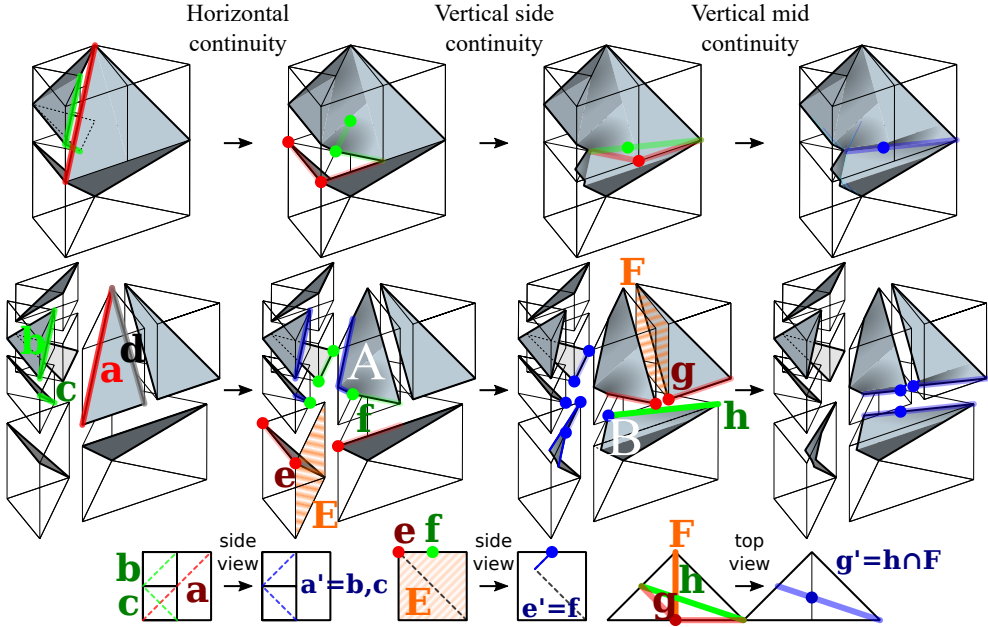 Horizontal continuity
Vertical side continuity
Vertical mid continuity
b
c
a
d
A
f
e
E
F
g
B
h
b
c
a
side view
a'=b,c
e
f
E
side view
e'=f
F
h
g
top view
g'=h∩F